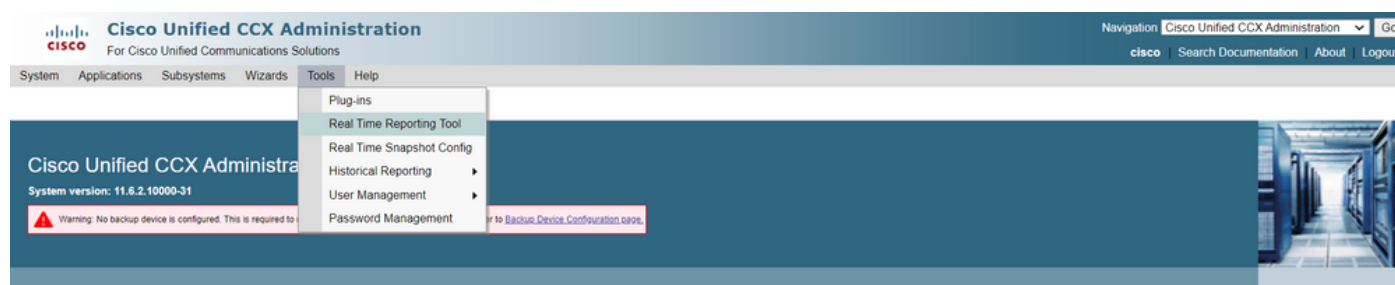 Cisco Unified CCX Administration
For Cisco Unified Communications Solutions
CISCO
Navigation Cisco Unified CCX Administration Go
cisco | Search Documentation | About | Logou
System Applications Subsystems Wizards Tools Help
Plug-ins
Real Time Reporting Tool
Real Time Snapshot Config
Historical Reporting
User Management
Password Management
Cisco Unified CCX Administra
System version: 11.6.2.10000-31
Warning: No backup device is configured. This is required to
r to Backup Device Configuration page.